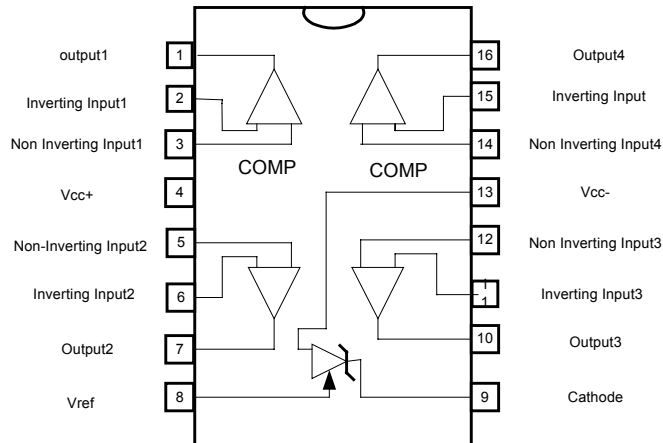 output1
1
16
Output4
Inverting Input1
2
15
Inverting Input
Non Inverting Input1
3
14
Non Inverting Input4
COMP
COMP
Vcc+
4
13
Vcc-
Non-Inverting Input2
5
12
Non Inverting Input3
Inverting Input2
6
1
1
Inverting Input3
Output2
7
10
Output3
Vref
8
9
Cathode